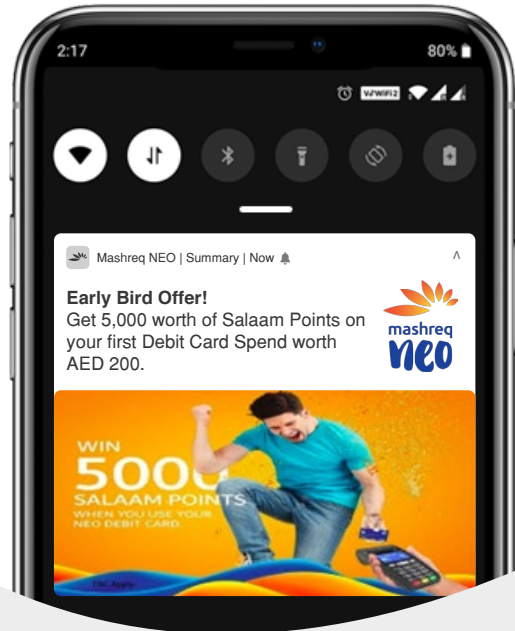 2:17
80%
VoWiFi2
Mashreq NEO | Summary | Now
Early Bird Offer!
Get 5,000 worth of Salaam Points on
your first Debit Card Spend worth
AED 200.
mashreq
neo
WIN
5000
SALAAM POINTS
WHEN YOU USE YOUR
NEO DEBIT CARD.
T&C Apply